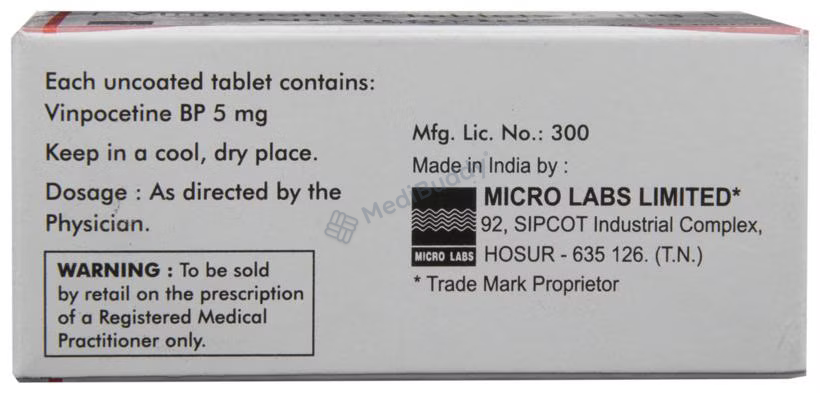 Vinpocetine Tablets
Each uncoated tablet contains:
Vinpocetine BP 5 mg
Keep in a cool, dry place.
Dosage : As directed by the
Physician.
WARNING : To be sold
by retail on the prescription
of a Registered Medical
Practitioner only.
MediBuddy
Mfg. Lic. No.: 300
Made in India by :
MICRO LABS LIMITED*
92, SIPCOT Industrial Complex,
HOSUR - 635 126. (T.N.)
MICRO LABS
* Trade Mark Proprietor